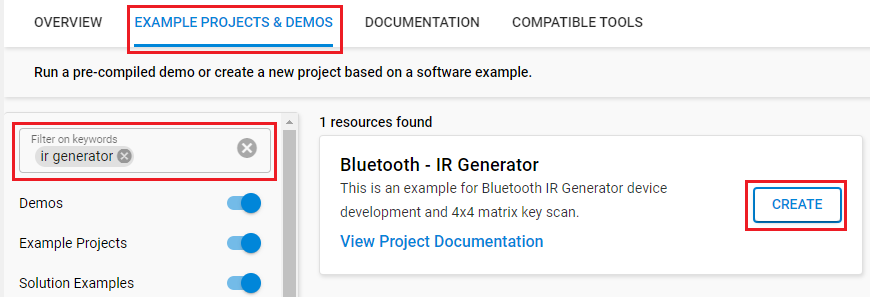 OVERVIEW EXAMPLE PROJECTS & DEMOS DOCUMENTATION COMPATIBLE TOOLS
Run a pre-compiled demo or create a new project based on a software example.
Filter on keywords
ir generator
Demos
Example Projects
Solution Examples
1 resources found
Bluetooth - IR Generator
This is an example for Bluetooth IR Generator device
development and 4x4 matrix key scan.
View Project Documentation
CREATE